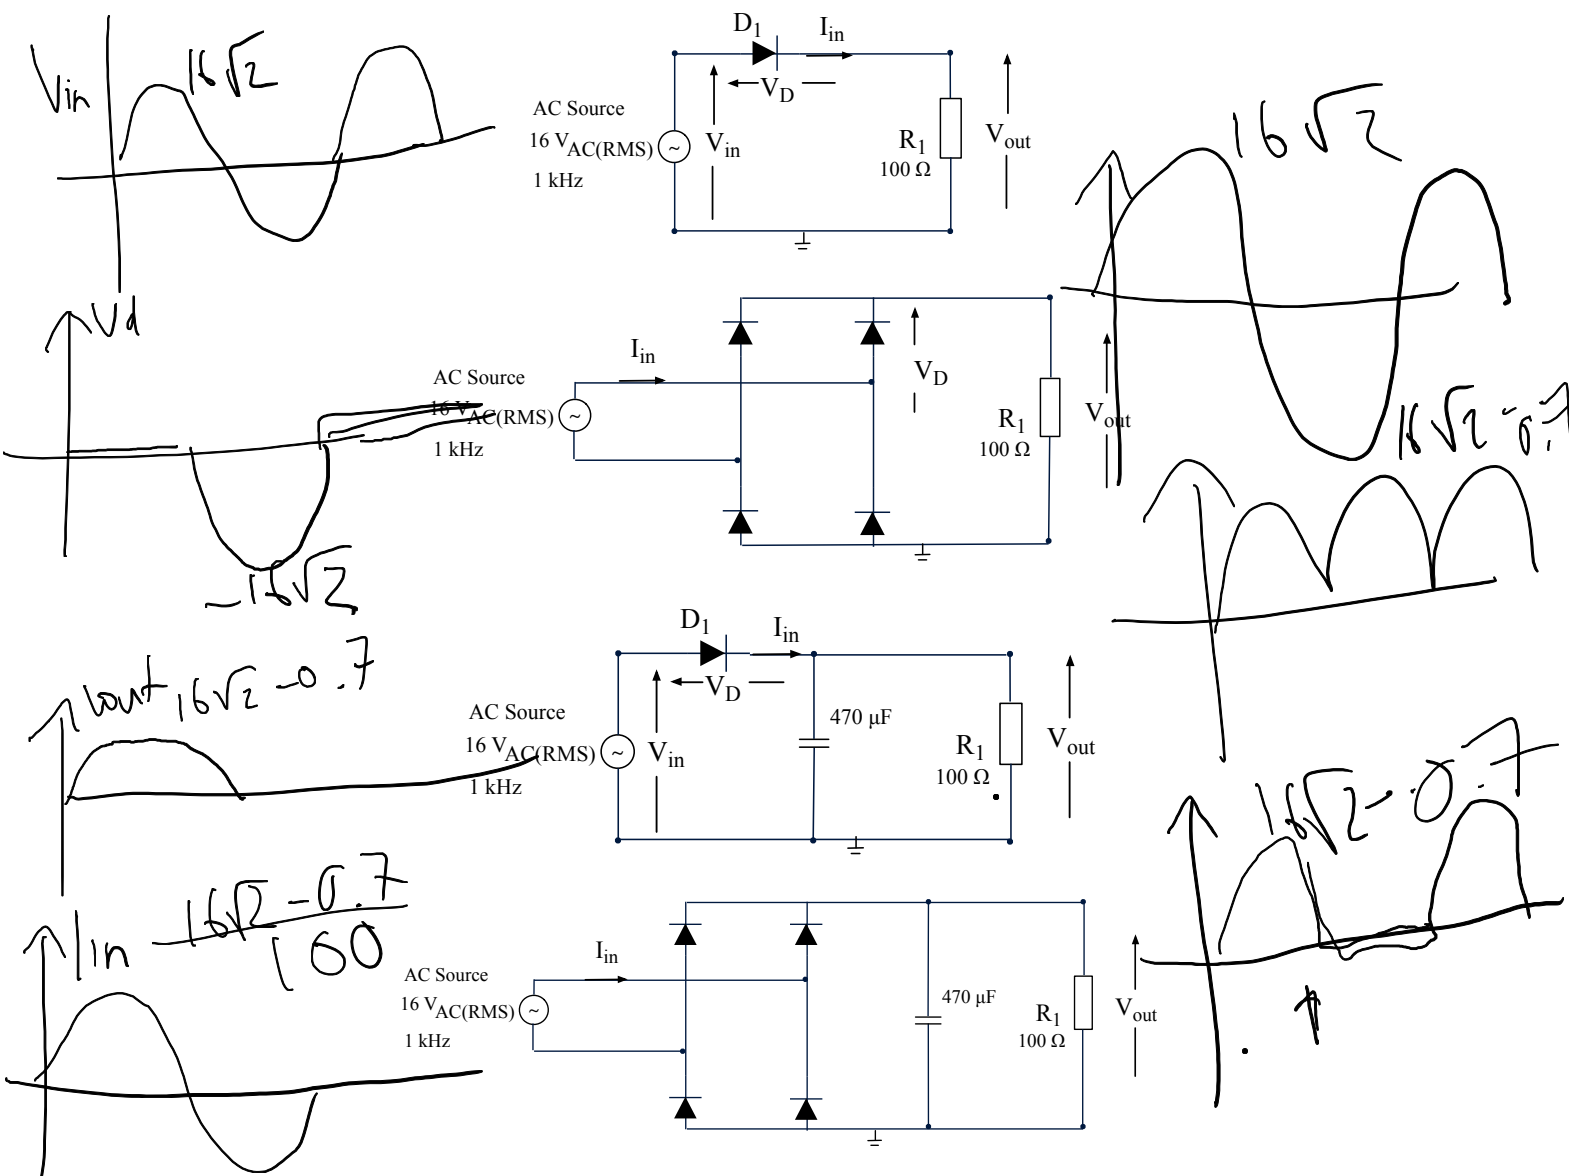 Vin
16√2
D1
Iin
VD
AC Source
16 VAC(RMS)
1 kHz
Vin
R1
100 Ω
Vout
16√2
Vd
-16√2
Iin
AC Source
16 VAC(RMS)
1 kHz
VD
R1
100 Ω
Vout
16√2-0.7
Iout 16√2-0.7
D1
Iin
VD
AC Source
16 VAC(RMS)
1 kHz
Vin
470 µF
R1
100 Ω
Vout
16√2-0.7
Iin
16√2-0.7
100
Iin
AC Source
16 VAC(RMS)
1 kHz
470 µF
R1
100 Ω
Vout